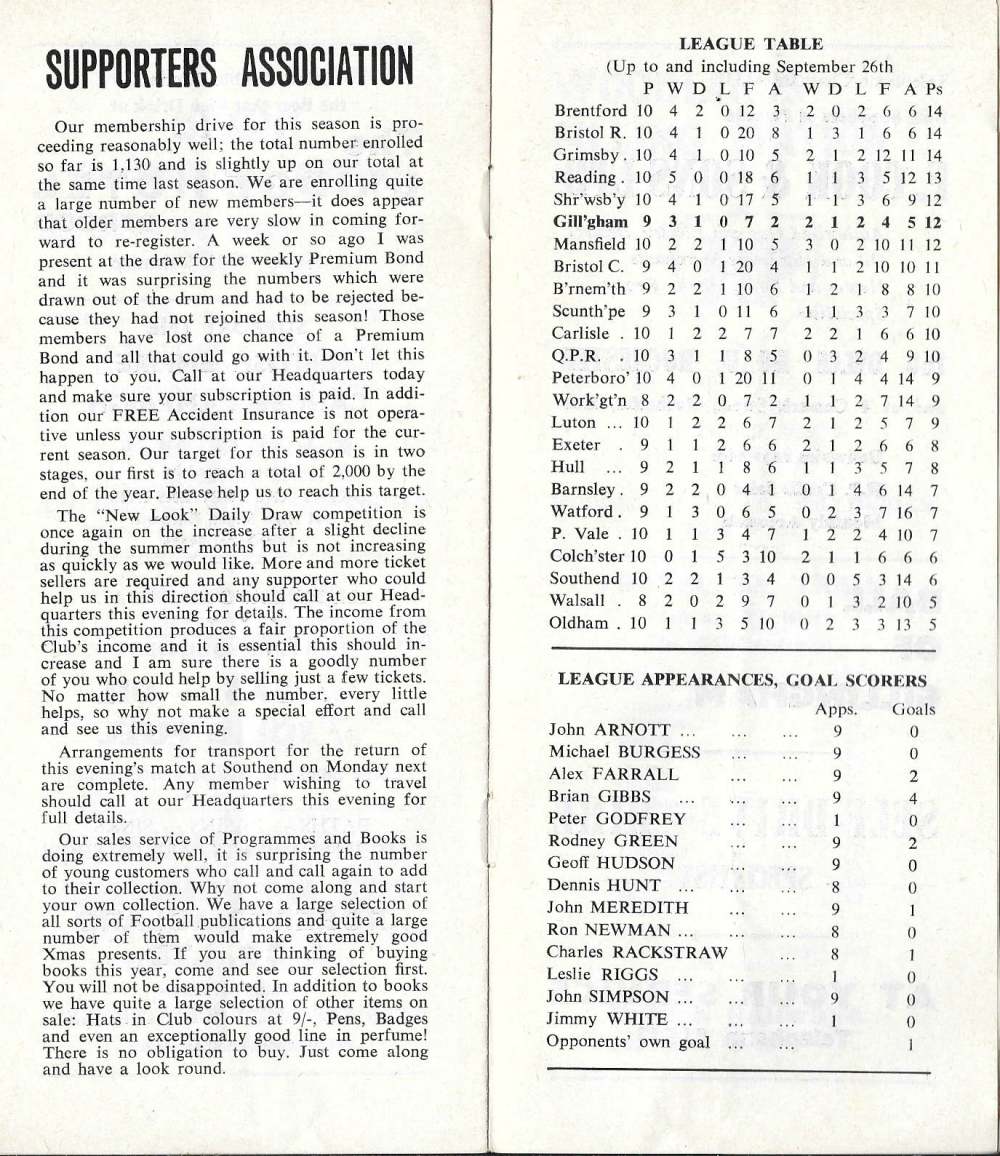 SUPPORTERS ASSOCIATION
Our membership drive for this season is pro-
ceeding reasonably well; the total number enrolled
so far is 1,130 and is slightly up on our total at
the same time last season. We are enrolling quite
a large number of new members—it does appear
that older members are very slow in coming for-
ward to re-register. A week or so ago I was
present at the draw for the weekly Premium Bond
and it was surprising the numbers which were
drawn out of the drum and had to be rejected be-
cause they had not rejoined this season! Those
members have lost one chance of a Premium
Bond and all that could go with it. Don't let this
happen to you. Call at our Headquarters today
and make sure your subscription is paid. In addi-
tion our FREE Accident Insurance is not opera-
tive unless your subscription is paid for the cur-
rent season. Our target for this season is in two
stages, our first is to reach a total of 2,000 by the
end of the year. Please help us to reach this target.
The "New Look" Daily Draw competition is
once again on the increase after a slight decline
during the summer months but is not increasing
as quickly as we would like. More and more ticket
sellers are required and any supporter who could
help us in this direction should call at our Head-
quarters this evening for details. The income from
this competition produces a fair proportion of the
Club's income and it is essential this should in-
crease and I am sure there is a goodly number
of you who could help by selling just a few tickets.
No matter how small the number, every little
helps, so why not make a special effort and call
and see us this evening.
Arrangements for transport for the return of
this evening's match at Southend on Monday next
are complete. Any member wishing to travel
should call at our Headquarters this evening for
full details.
Our sales service of Programmes and Books is
doing extremely well, it is surprising the number
of young customers who call and call again to add
to their collection. Why not come along and start
your own collection. We have a large selection of
all sorts of Football publications and quite a large
number of them would make extremely good
Xmas presents. If you are thinking of buying
books this year, come and see our selection first.
You will not be disappointed. In addition to books
we have quite a large selection of other items on
sale: Hats in Club colours at 9/-, Pens, Badges
and even an exceptionally good line in perfume!
There is no obligation to buy. Just come along
and have a look round.
LEAGUE TABLE
(Up to and including September 26th
P W D L F A W D L F A Ps
Brentford 10 4 2 0 12 3 2 0 2 6 6 14
Bristol R. 10 4 1 0 20 8 1 3 1 6 6 14
Grimsby . 10 4 1 0 10 5 2 1 2 12 11 14
Reading . 10 5 0 0 18 6 1 1 3 5 12 13
Shr'wsb'y 10 4 1 0 17 5 1 1 3 6 9 12
Gill'gham 9 3 1 0 7 2 2 1 2 4 5 12
Mansfield 10 2 2 1 10 5 3 0 2 10 11 12
Bristol C. 9 4 0 1 20 4 1 1 2 10 10 11
B'rnem'th 9 2 2 1 10 6 1 2 1 8 8 10
Scunth'pe 9 3 1 0 11 6 1 1 3 3 7 10
Carlisle . 10 1 2 2 7 7 2 2 1 6 6 10
Q.P.R. . 10 3 1 1 8 5 0 3 2 4 9 10
Peterboro' 10 4 0 1 20 11 0 1 4 4 14 9
Work'gt'n 8 2 2 0 7 2 1 1 2 7 14 9
Luton ... 10 1 2 2 6 7 2 1 2 5 7 9
Exeter . 9 1 1 2 6 6 2 1 2 6 6 8
Hull ... 9 2 1 1 8 6 1 1 3 5 7 8
Barnsley . 9 2 2 0 4 1 0 1 4 6 14 7
Watford . 9 1 3 0 6 5 0 2 3 7 16 7
P. Vale . 10 1 1 3 4 7 1 2 2 4 10 7
Colch'ster 10 0 1 5 3 10 2 1 1 6 6 6
Southend 10 2 2 1 3 4 0 0 5 3 14 6
Walsall . 8 2 0 2 9 7 0 1 3 2 10 5
Oldham . 10 1 1 3 5 10 0 2 3 3 13 5
LEAGUE APPEARANCES, GOAL SCORERS
Apps. Goals
John ARNOTT ... ... ... 9 0
Michael BURGESS ... ... 9 0
Alex FARRALL ... ... 9 2
Brian GIBBS ... ... ... 9 4
Peter GODFREY ... ... 1 0
Rodney GREEN ... ... 9 2
Geoff HUDSON ... ... 9 0
Dennis HUNT ... ... 8 0
John MEREDITH ... ... 9 1
Ron NEWMAN ... ... ... 8 0
Charles RACKSTRAW ... 8 1
Leslie RIGGS ... ... ... 1 0
John SIMPSON ... ... ... 9 0
Jimmy WHITE ... ... ... 1 0
Opponents' own goal ... ... 1